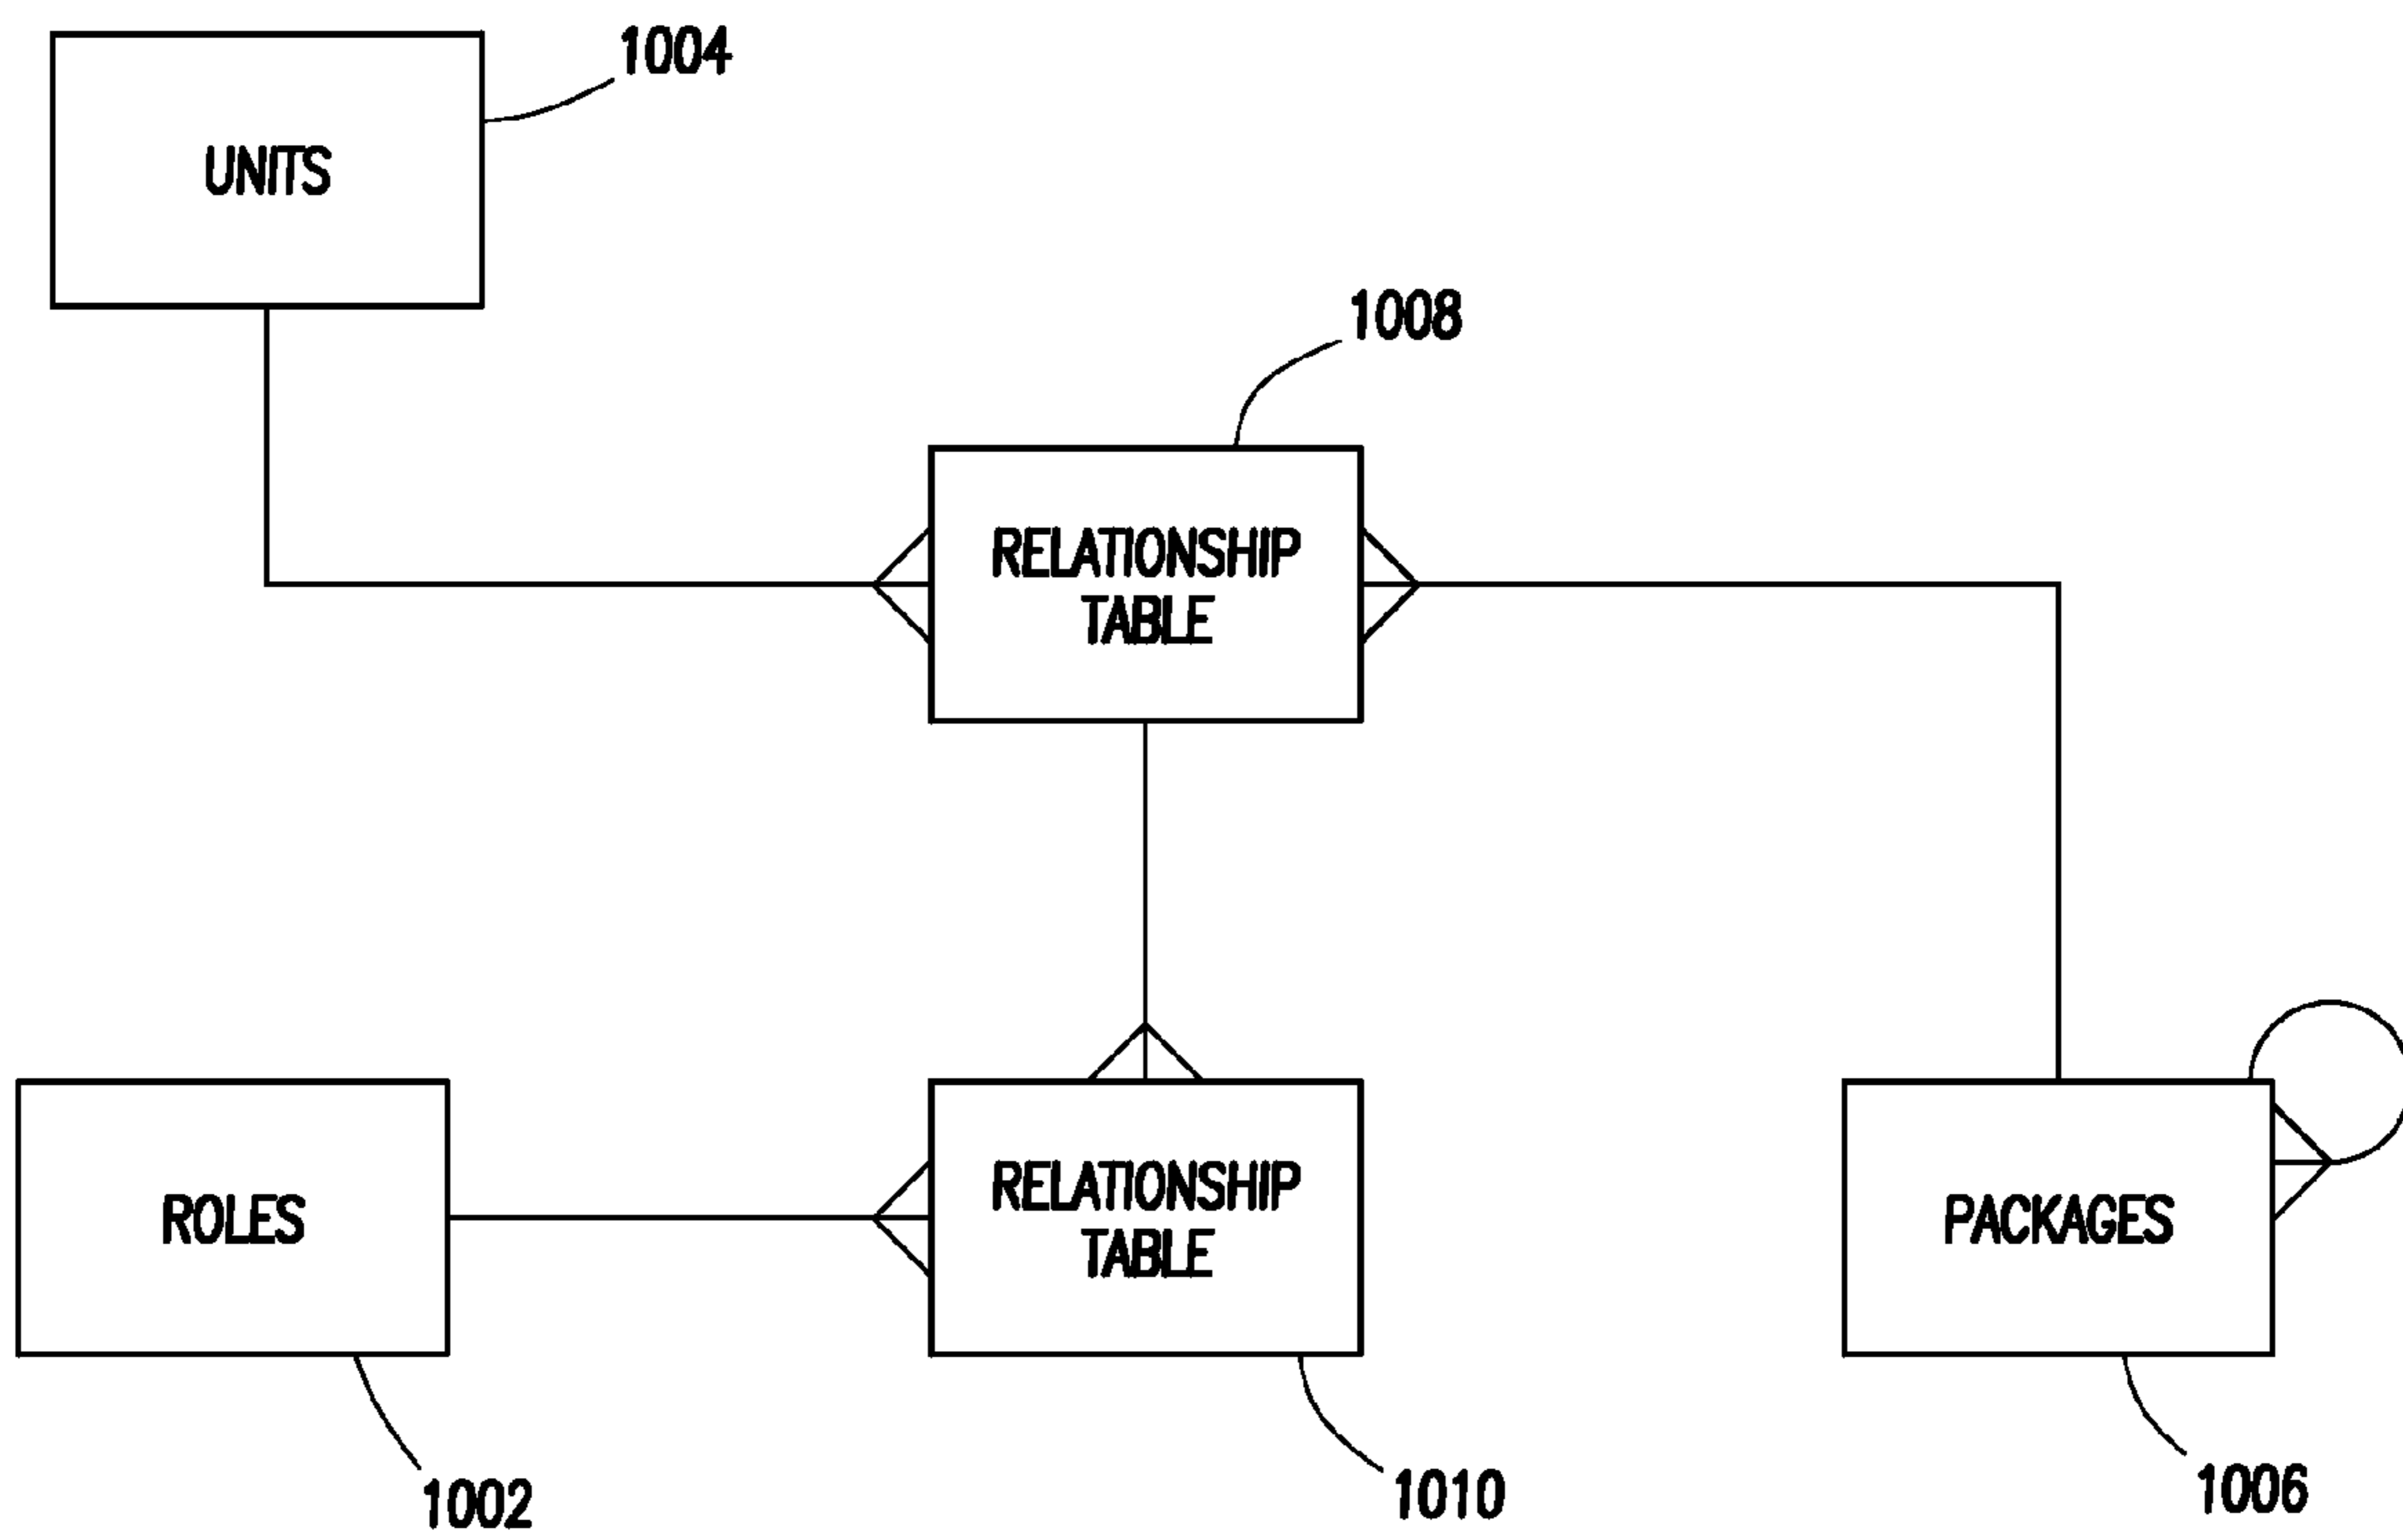 1004
UNITS
1008
RELATIONSHIP
TABLE
ROLES
RELATIONSHIP
TABLE
PACKAGES
1002
1010
1006